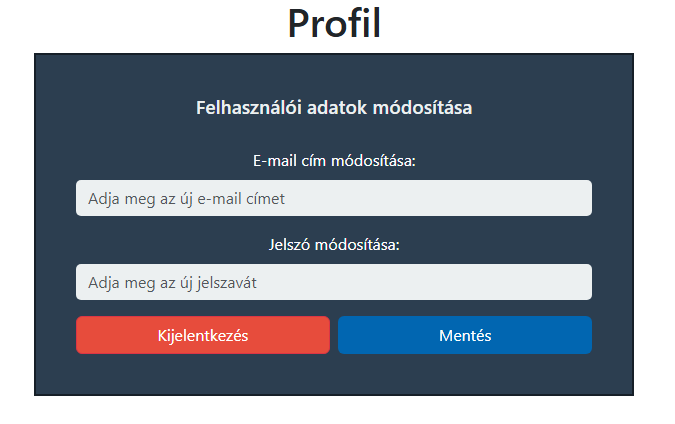 Profil
Felhasználói adatok módosítása
E-mail cím módosítása:
Adja meg az új e-mail címet
Jelszó módosítása:
Adja meg az új jelszavát
Kijelentkezés
Mentés